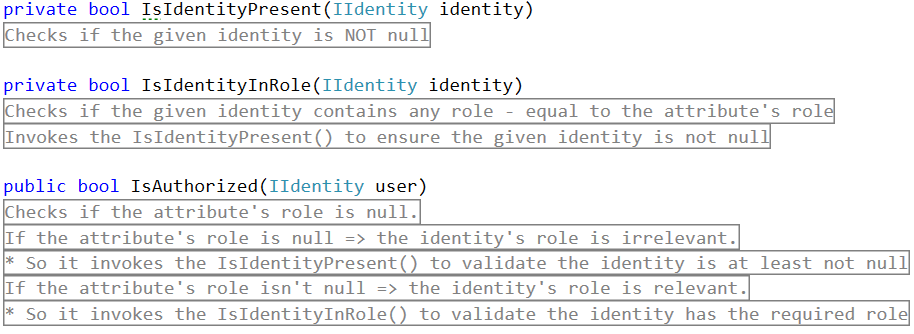 private bool IsIdentityPresent(IIdentity identity)
Checks if the given identity is NOT null
private bool IsIdentityInRole(IIdentity identity)
Checks if the given identity contains any role - equal to the attribute's role
Invokes the IsIdentityPresent() to ensure the given identity is not null
public bool IsAuthorized(IIdentity user)
Checks if the attribute's role is null.
If the attribute's role is null => the identity's role is irrelevant.
* So it invokes the IsIdentityPresent() to validate the identity is at least not null
If the attribute's role isn't null => the identity's role is relevant.
* So it invokes the IsIdentityInRole() to validate the identity has the required role